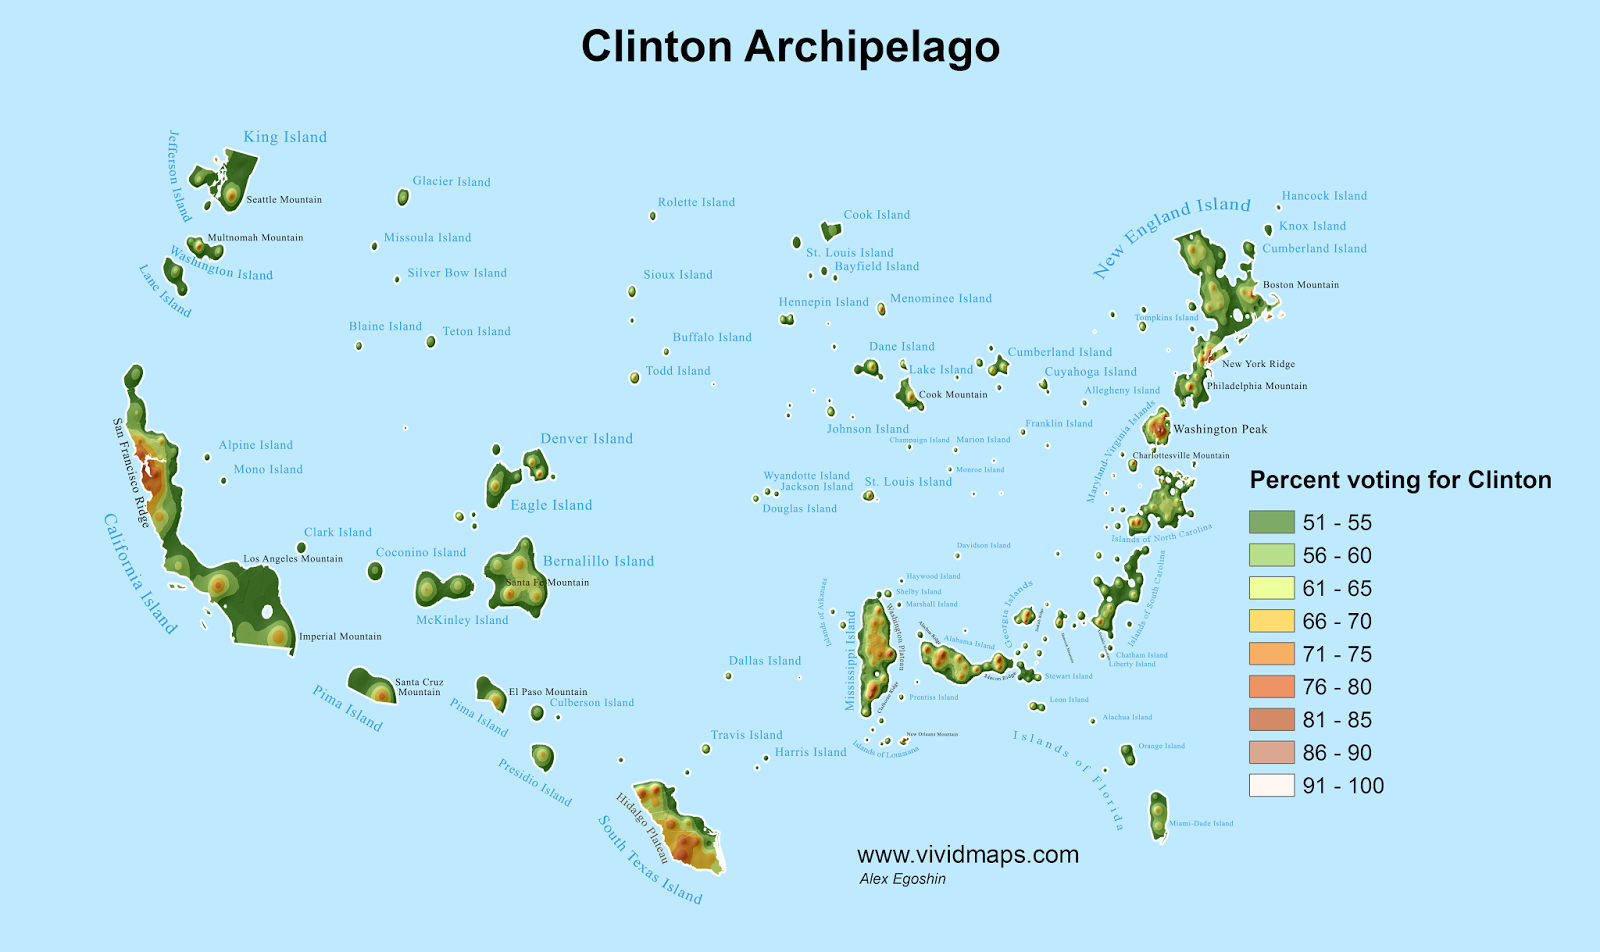 Clinton Archipelago
King Island
Jefferson Island
Seattle Mountain
Multnomah Mountain
Washington Island
Lane Island
Glacier Island
Missoula Island
Silver Bow Island
Blaine Island
Teton Island
Rolette Island
Sioux Island
Buffalo Island
Todd Island
Cook Island
St. Louis Island
Bayfield Island
Hennepin Island
Menominee Island
Dane Island
Lake Island
Cook Mountain
Cumberland Island
Cuyahoga Island
Allegheny Island
Johnson Island
Franklin Island
Champaign Island
Marion Island
Monroe Island
Wyandotte Island
Jackson Island
Douglas Island
St. Louis Island
New England Island
Hancock Island
Knox Island
Cumberland Island
Boston Mountain
Tompkins Island
New York Ridge
Philadelphia Mountain
Washington Peak
Maryland-Virginia Islands
Charlottesville Mountain
Islands of North Carolina
San Francisco Ridge
California Island
Alpine Island
Mono Island
Clark Island
Los Angeles Mountain
Imperial Mountain
Denver Island
Eagle Island
Coconino Island
McKinley Island
Bernalillo Island
Santa Fe Mountain
Santa Cruz
Mountain
Pima Island
El Paso Mountain
Pima Island
Culberson Island
Presidio Island
Dallas Island
Travis Island
Harris Island
Hidalgo Plateau
South Texas Island
Davidson Island
Haywood Island
Shelby Island
Marshall Island
Islands of Arkansas
Mississippi Island
Washington Plateau
Claiborne Ridge
Prentiss Island
New Orleans Mountain
Islands of Louisiana
Alabama Island
Georgia Islands
Stewart Island
Leon Island
Alachua Island
Islands of South Carolina
Chatham Island
Liberty Island
Islands of Florida
Orange Island
Miami-Dade Island
Percent voting for Clinton
51 - 55
56 - 60
61 - 65
66 - 70
71 - 75
76 - 80
81 - 85
86 - 90
91 - 100
www.vividmaps.com
Alex Egoshin